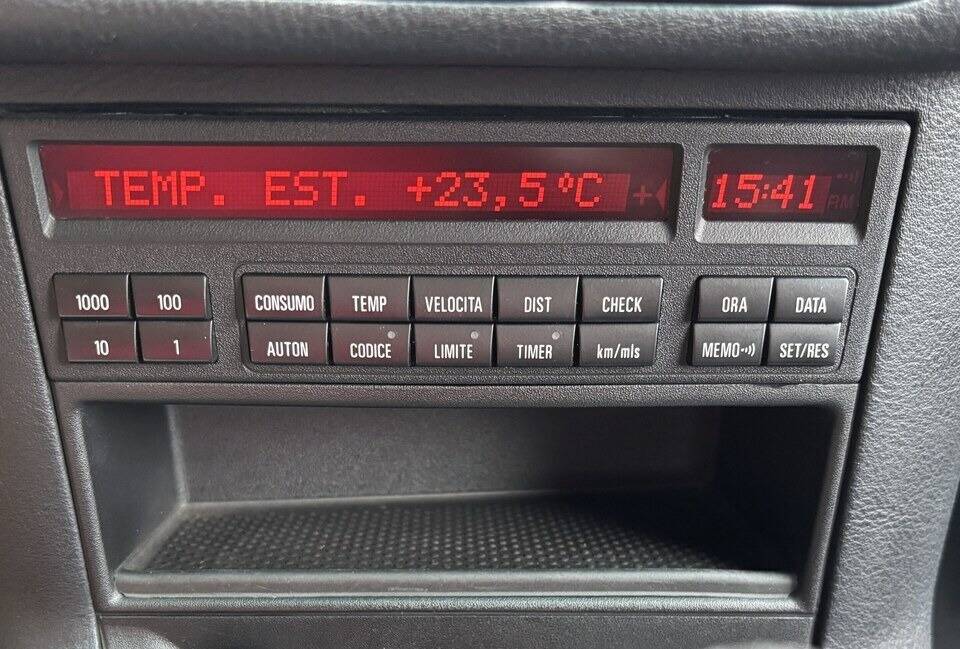 TEMP. EST. +23,5ºC +
15:41
1000 100
CONSUMO TEMP VELOCITA DIST CHECK
ORA DATA
10 1
AUTON CODICE LIMITE TIMER km/mls
MEMO•)) SET/RES